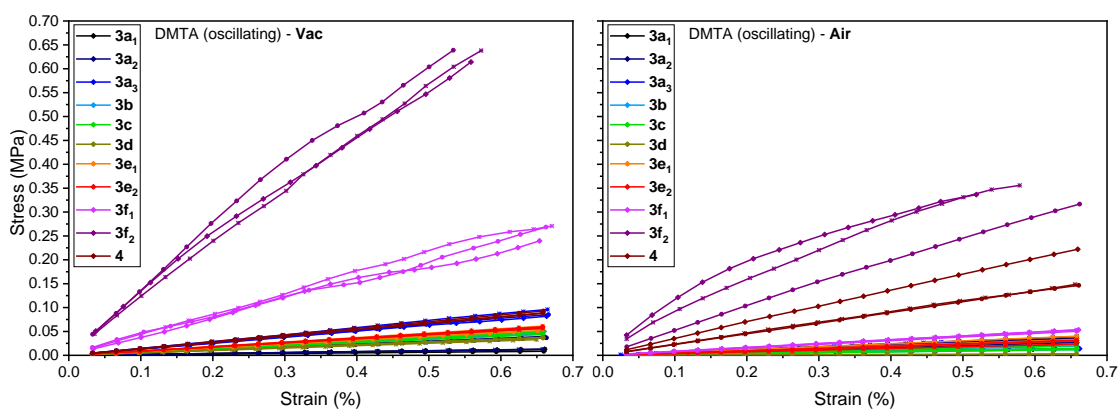 DMTA (oscillating) - Vac
3a1
3a2
3a3
3b
3c
3d
3e1
3e2
3f1
3f2
4
Stress (MPa)
0.70
0.65
0.60
0.55
0.50
0.45
0.40
0.35
0.30
0.25
0.20
0.15
0.10
0.05
0.00
0.0 0.1 0.2 0.3 0.4 0.5 0.6 0.7
Strain (%)
DMTA (oscillating) - Air
3a1
3a2
3a3
3b
3c
3d
3e1
3e2
3f1
3f2
4
0.0 0.1 0.2 0.3 0.4 0.5 0.6 0.7
Strain (%)